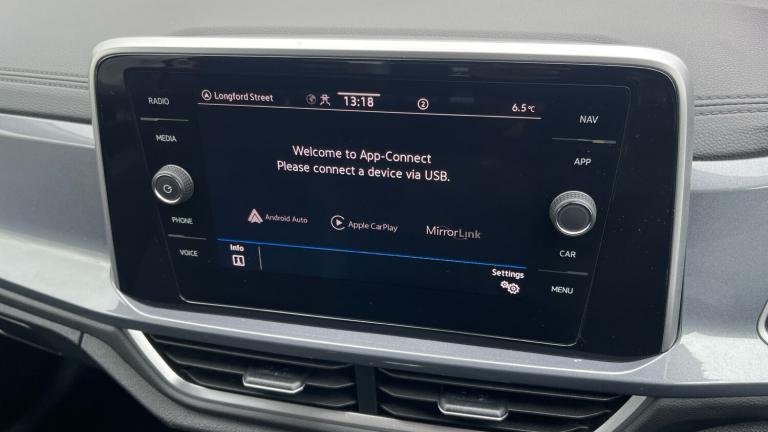 RADIO
MEDIA
PHONE
VOICE
Longford Street
13:18
2
6.5°C
Welcome to App-Connect
Please connect a device via USB.
Android Auto
Apple CarPlay
MirrorLink
Info
Settings
NAV
APP
CAR
MENU